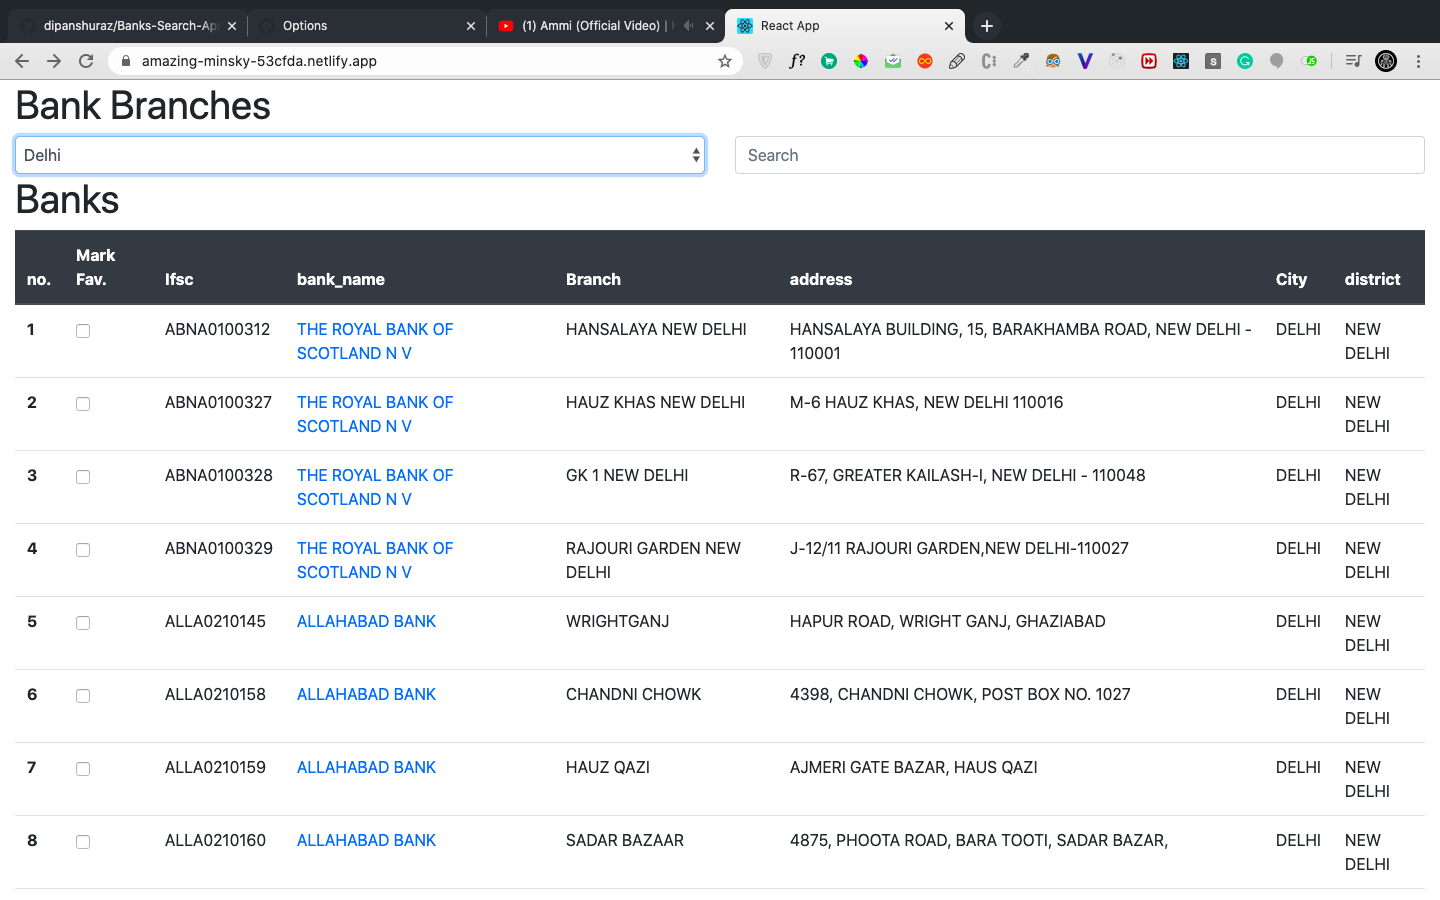 dipanshuraz/Banks-Search-Ap
Options
(1) Ammi (Official Video) |
React App
amazing-minsky-53cfda.netlify.app
Bank Branches
Delhi
Search
Banks
no.
Mark
Fav.
Ifsc
bank_name
Branch
address
City
district
1
ABNA0100312
THE ROYAL BANK OF
SCOTLAND N V
HANSALAYA NEW DELHI
HANSALAYA BUILDING, 15, BARAKHAMBA ROAD, NEW DELHI -
110001
DELHI
NEW
DELHI
2
ABNA0100327
THE ROYAL BANK OF
SCOTLAND N V
HAUZ KHAS NEW DELHI
M-6 HAUZ KHAS, NEW DELHI 110016
DELHI
NEW
DELHI
3
ABNA0100328
THE ROYAL BANK OF
SCOTLAND N V
GK 1 NEW DELHI
R-67, GREATER KAILASH-I, NEW DELHI - 110048
DELHI
NEW
DELHI
4
ABNA0100329
THE ROYAL BANK OF
SCOTLAND N V
RAJOURI GARDEN NEW
DELHI
J-12/11 RAJOURI GARDEN,NEW DELHI-110027
DELHI
NEW
DELHI
5
ALLA0210145
ALLAHABAD BANK
WRIGHTGANJ
HAPUR ROAD, WRIGHT GANJ, GHAZIABAD
DELHI
NEW
DELHI
6
ALLA0210158
ALLAHABAD BANK
CHANDNI CHOWK
4398, CHANDNI CHOWK, POST BOX NO. 1027
DELHI
NEW
DELHI
7
ALLA0210159
ALLAHABAD BANK
HAUZ QAZI
AJMERI GATE BAZAR, HAUS QAZI
DELHI
NEW
DELHI
8
ALLA0210160
ALLAHABAD BANK
SADAR BAZAAR
4875, PHOOTA ROAD, BARA TOOTI, SADAR BAZAR,
DELHI
NEW
DELHI